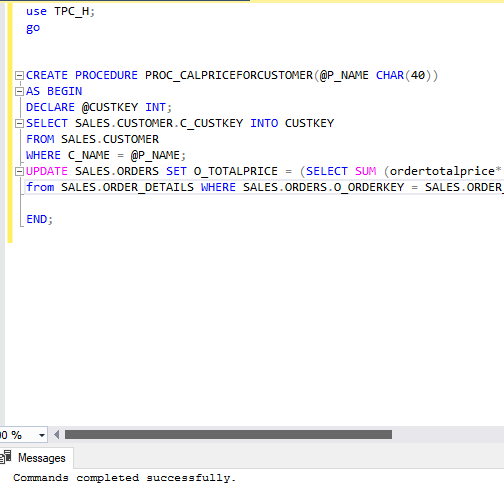 use TPC_H;
go
CREATE PROCEDURE PROC_CALPRICEFORCUSTOMER(@P_NAME CHAR(40))
AS BEGIN
DECLARE @CUSTKEY INT;
SELECT SALES.CUSTOMER.C_CUSTKEY INTO CUSTKEY
FROM SALES.CUSTOMER
WHERE C_NAME = @P_NAME;
UPDATE SALES.ORDERS SET O_TOTALPRICE = (SELECT SUM (ordertotalprice*
from SALES.ORDER_DETAILS WHERE SALES.ORDERS.O_ORDERKEY = SALES.ORDER_
END;
00 %
Messages
Commands completed successfully.